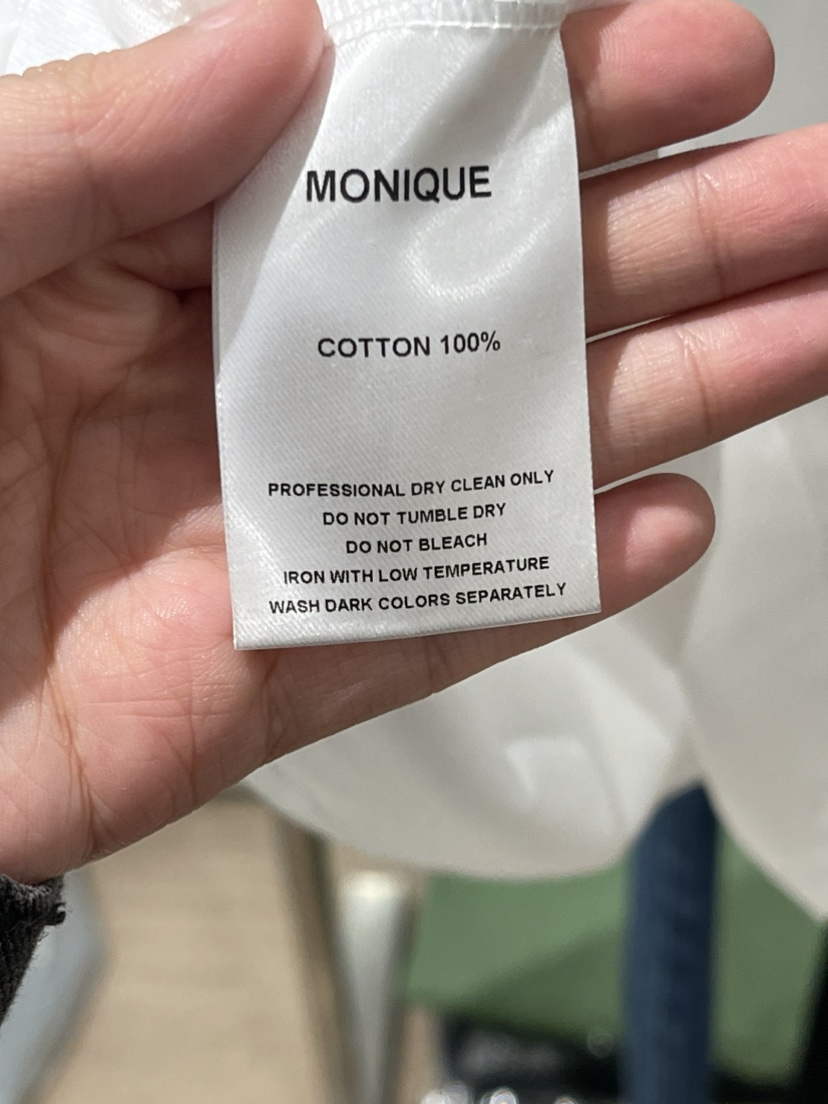 MONIQUE
COTTON 100%
PROFESSIONAL DRY CLEAN ONLY
DO NOT TUMBLE DRY
DO NOT BLEACH
IRON WITH LOW TEMPERATURE
WASH DARK COLORS SEPARATELY